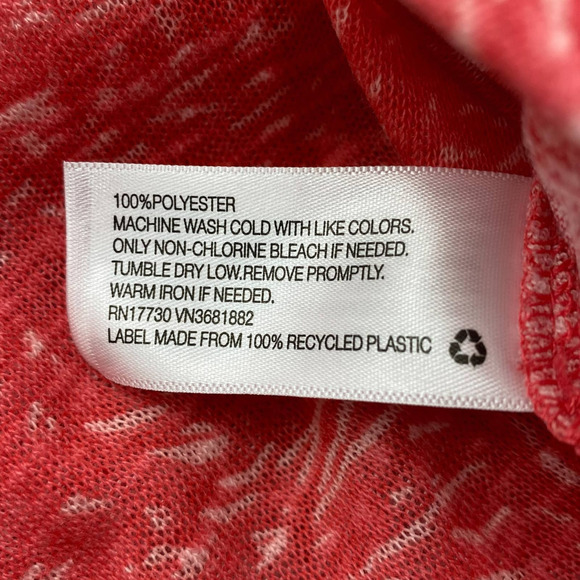 100%POLYESTER
MACHINE WASH COLD WITH LIKE COLORS.
ONLY NON-CHLORINE BLEACH IF NEEDED.
TUMBLE DRY LOW.REMOVE PROMPTLY.
WARM IRON IF NEEDED.
RN17730 VN3681882
LABEL MADE FROM 100% RECYCLED PLASTIC